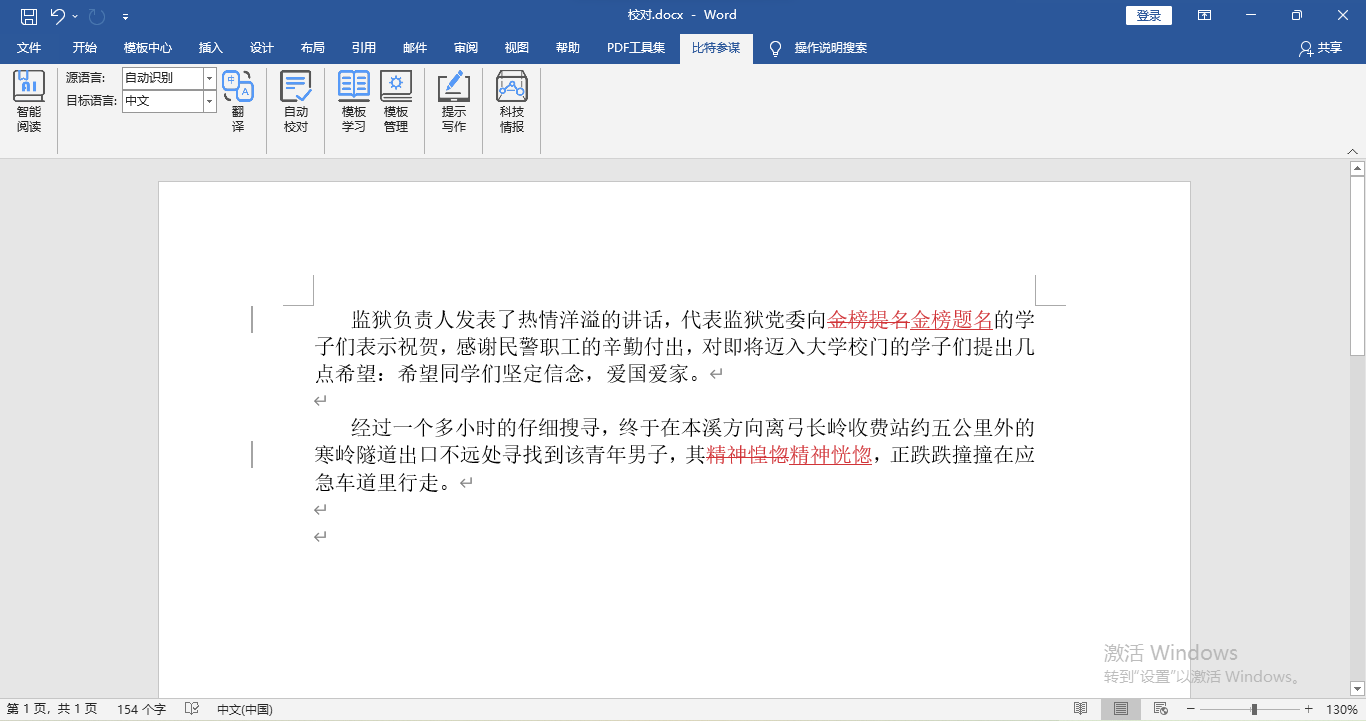 校对.docx - Word
登录
文件 开始 模板中心 插入 设计 布局 引用 邮件 审阅 视图 帮助 PDF工具集 比特参谋 操作说明搜索 共享
智能阅读
源语言: 自动识别
目标语言: 中文
翻译
自动校对
模板学习
模板管理
提示写作
科技情报
监狱负责人发表了热情洋溢的讲话，代表监狱党委向金榜提名金榜题名的学
子们表示祝贺，感谢民警职工的辛勤付出，对即将迈入大学校门的学子们提出几
点希望：希望同学们坚定信念，爱国爱家。
经过一个多小时的仔细搜寻，终于在本溪方向离弓长岭收费站约五公里外的
寒岭隧道出口不远处寻找到该青年男子，其精神惶惚精神恍惚，正跌跌撞撞在应
急车道里行走。
激活 Windows
转到"设置"以激活 Windows。
第 1 页，共 1 页 154 个字 中文(中国) 130%